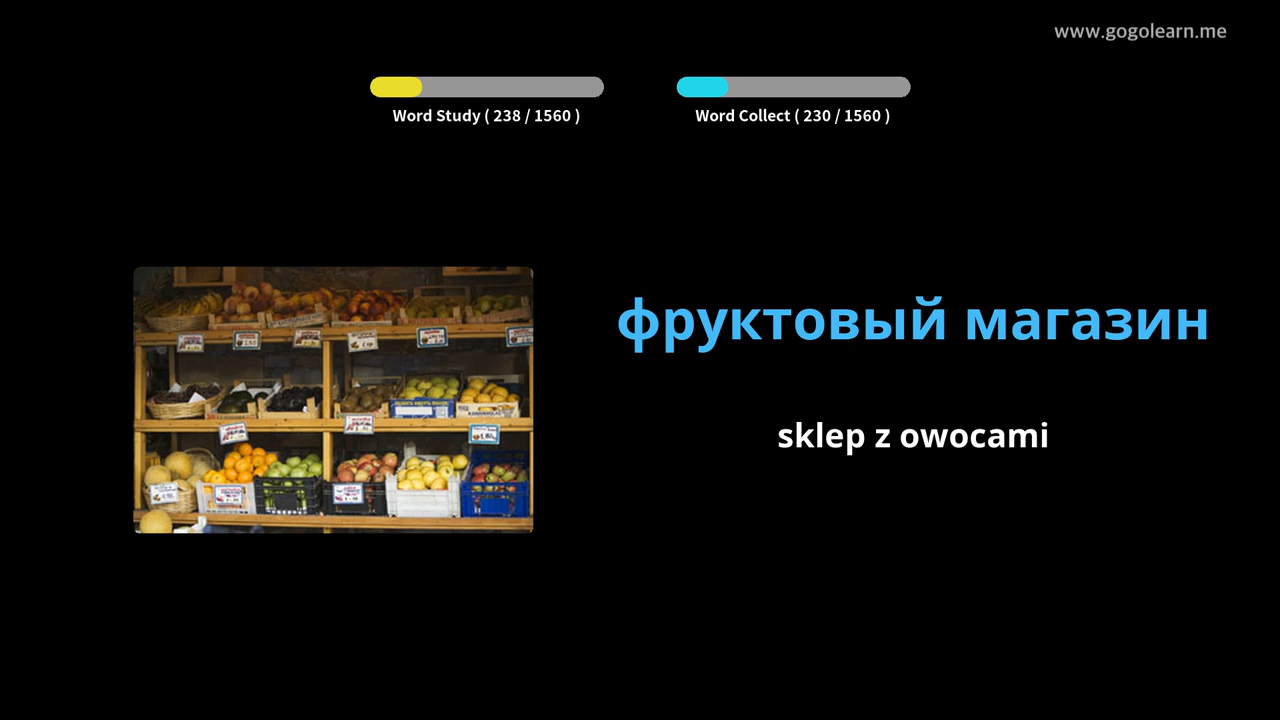 www.gogolearn.me
Word Study ( 238 / 1560 )
Word Collect ( 230 / 1560 )
фруктовый магазин
sklep z owocami